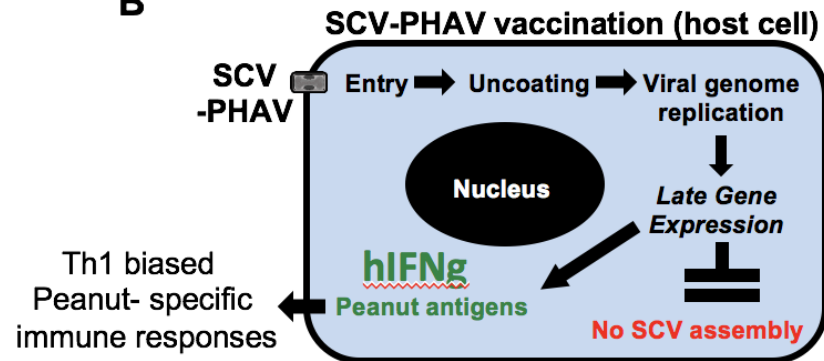 B
SCV-PHAV vaccination (host cell)
SCV
-PHAV
Entry
Uncoating
Viral genome
replication
Nucleus
Late Gene
Expression
hIFNg
Peanut antigens
Th1 biased
Peanut- specific
immune responses
No SCV assembly